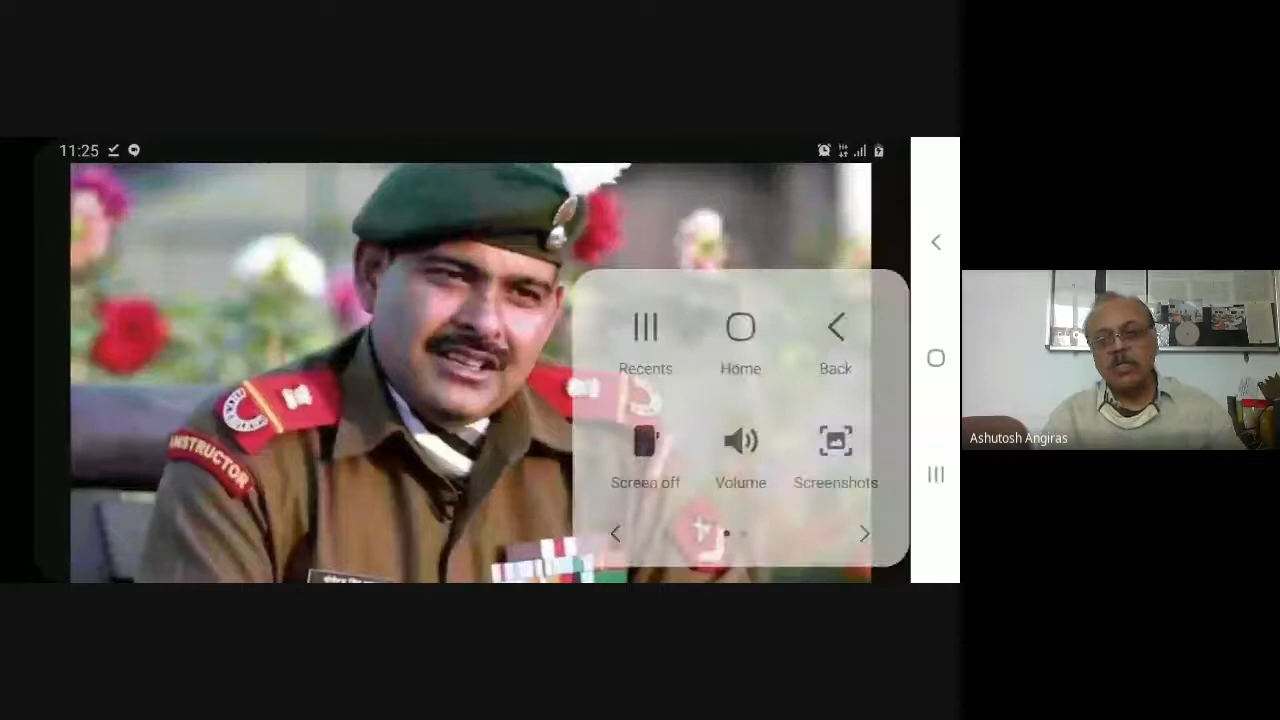 11:25
INSTRUCTOR
Recents Home Back
Screen off Volume Screenshots
Ashutosh Angiras